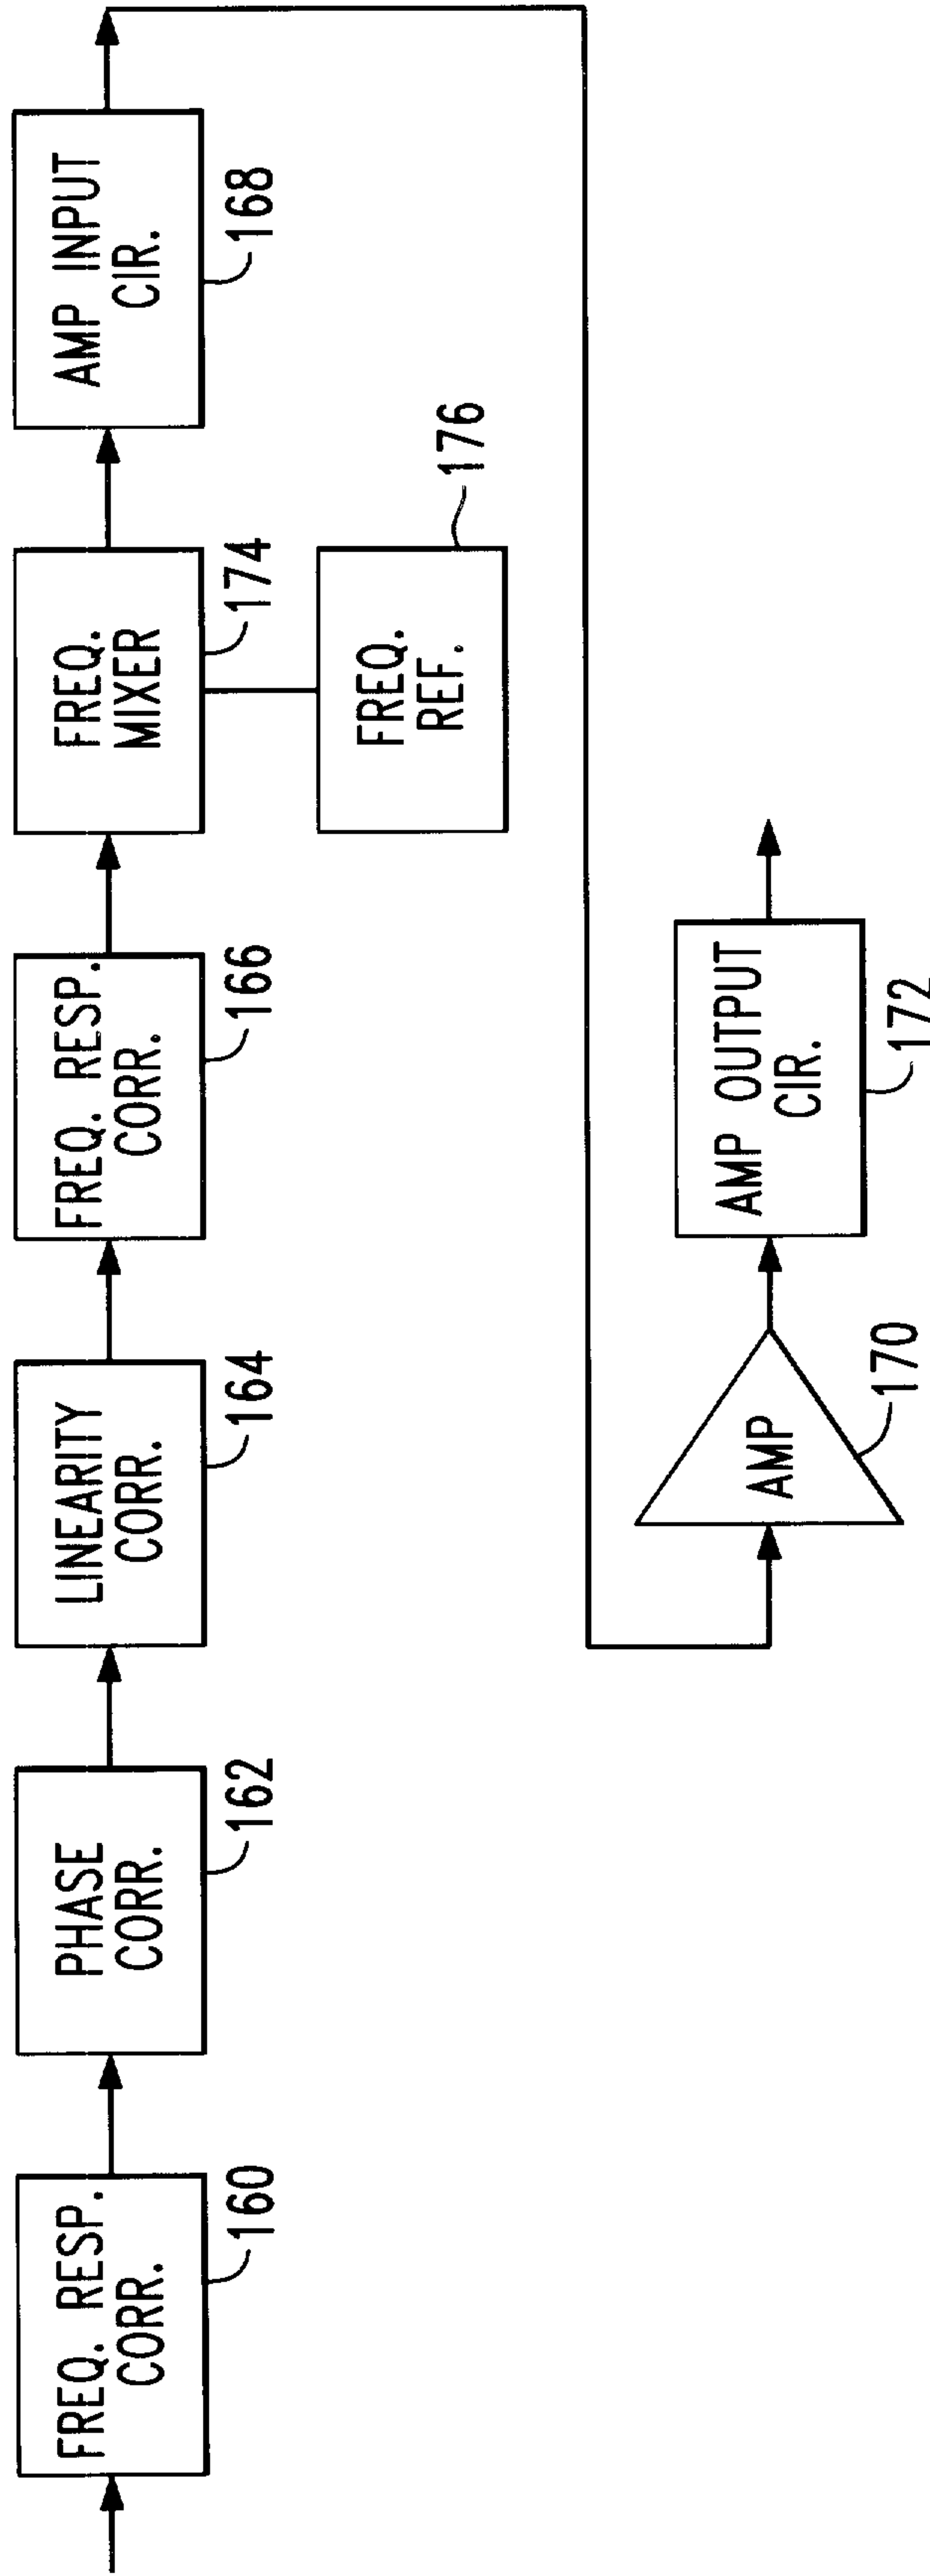 FREQ. RESP.
CORR.
160
PHASE
CORR.
162
LINEARITY
CORR.
164
FREQ. RESP.
CORR.
166
FREQ.
MIXER
174
AMP INPUT
CIR.
168
FREQ.
REF.
176
AMP
170
AMP OUTPUT
CIR.
172